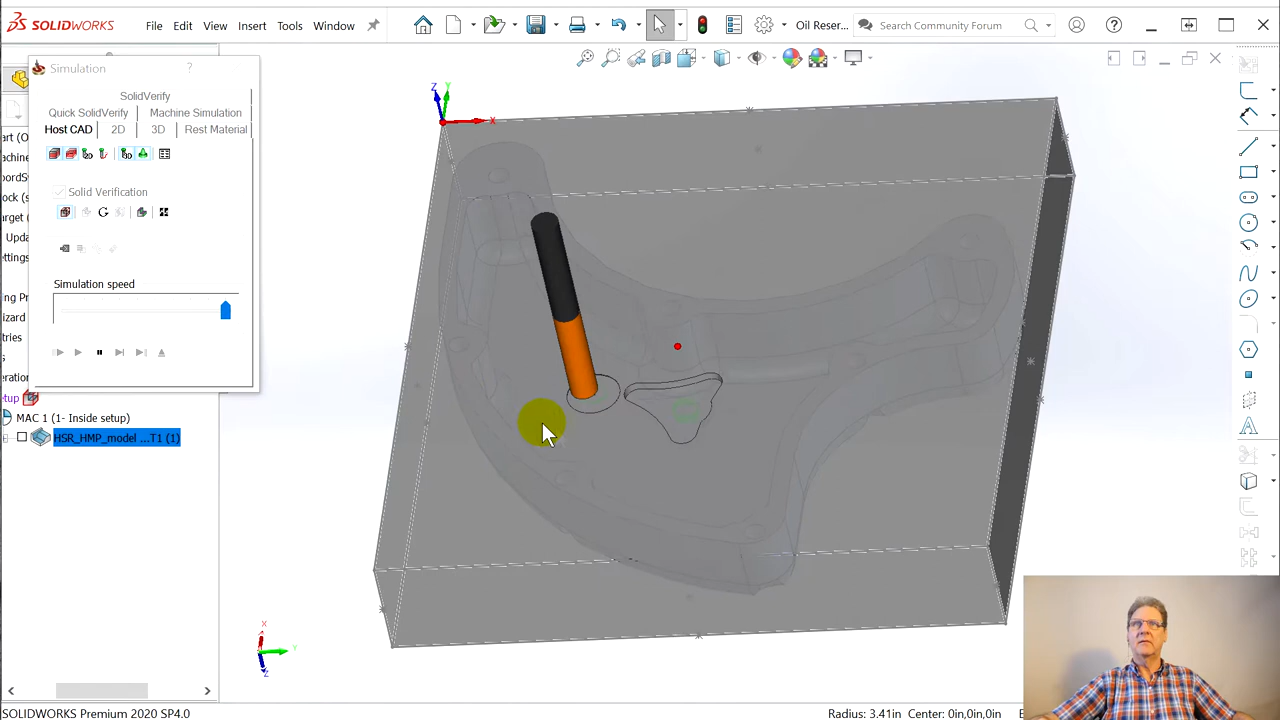 SOLIDWORKS File Edit View Insert Tools Window Oil Reser... Search Community Forum ?
Simulation ?
SolidVerify
Quick SolidVerify Machine Simulation
Host CAD 2D 3D Rest Material
Solid Verification
Simulation speed
MAC 1 (1- Inside setup)
HSR_HMP_model ...T1 (1)
Z Y X
X Y Z
SOLIDWORKS Premium 2020 SP4.0 Radius: 3.41in Center: 0in,0in,0in